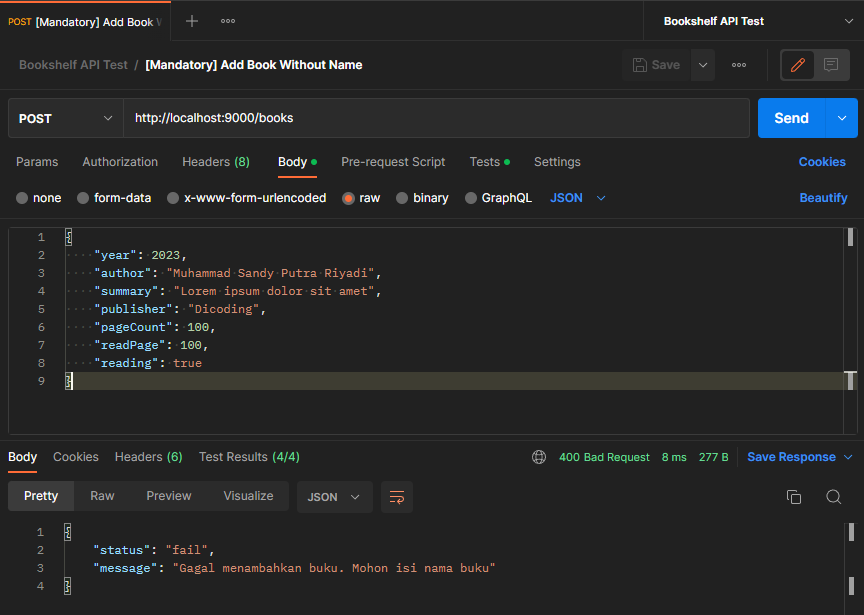 POST [Mandatory] Add Book W
Bookshelf API Test
Bookshelf API Test / [Mandatory] Add Book Without Name
Save
POST http://localhost:9000/books Send
Params Authorization Headers (8) Body Pre-request Script Tests Settings Cookies
none form-data x-www-form-urlencoded raw binary GraphQL JSON Beautify
1 {
2 "year": 2023,
3 "author": "Muhammad Sandy Putra Riyadi",
4 "summary": "Lorem ipsum dolor sit amet",
5 "publisher": "Dicoding",
6 "pageCount": 100,
7 "readPage": 100,
8 "reading": true
9 }
Body Cookies Headers (6) Test Results (4/4) 400 Bad Request 8 ms 277 B Save Response
Pretty Raw Preview Visualize JSON
1 {
2 "status": "fail",
3 "message": "Gagal menambahkan buku. Mohon isi nama buku"
4 }